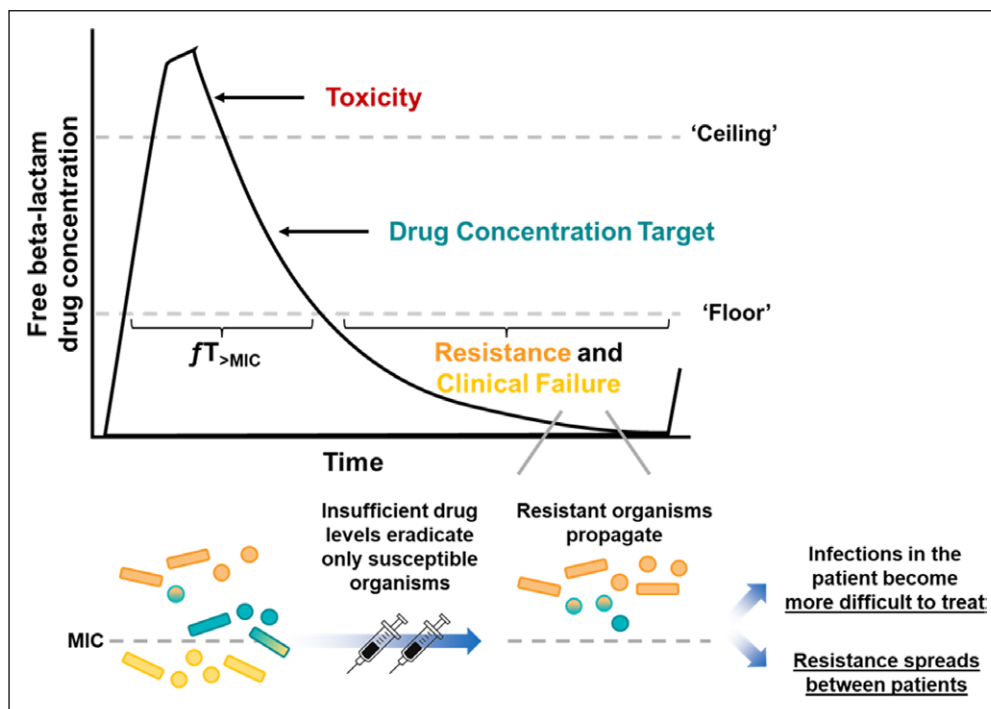 Toxicity
'Ceiling'
Free beta-lactam
drug concentration
Drug Concentration Target
'Floor'
fT>MIC
Resistance and
Clinical Failure
Time
Insufficient drug
levels eradicate
only susceptible
organisms
Resistant organisms
propagate
Infections in the
patient become
more difficult to treat
MIC
Resistance spreads
between patients